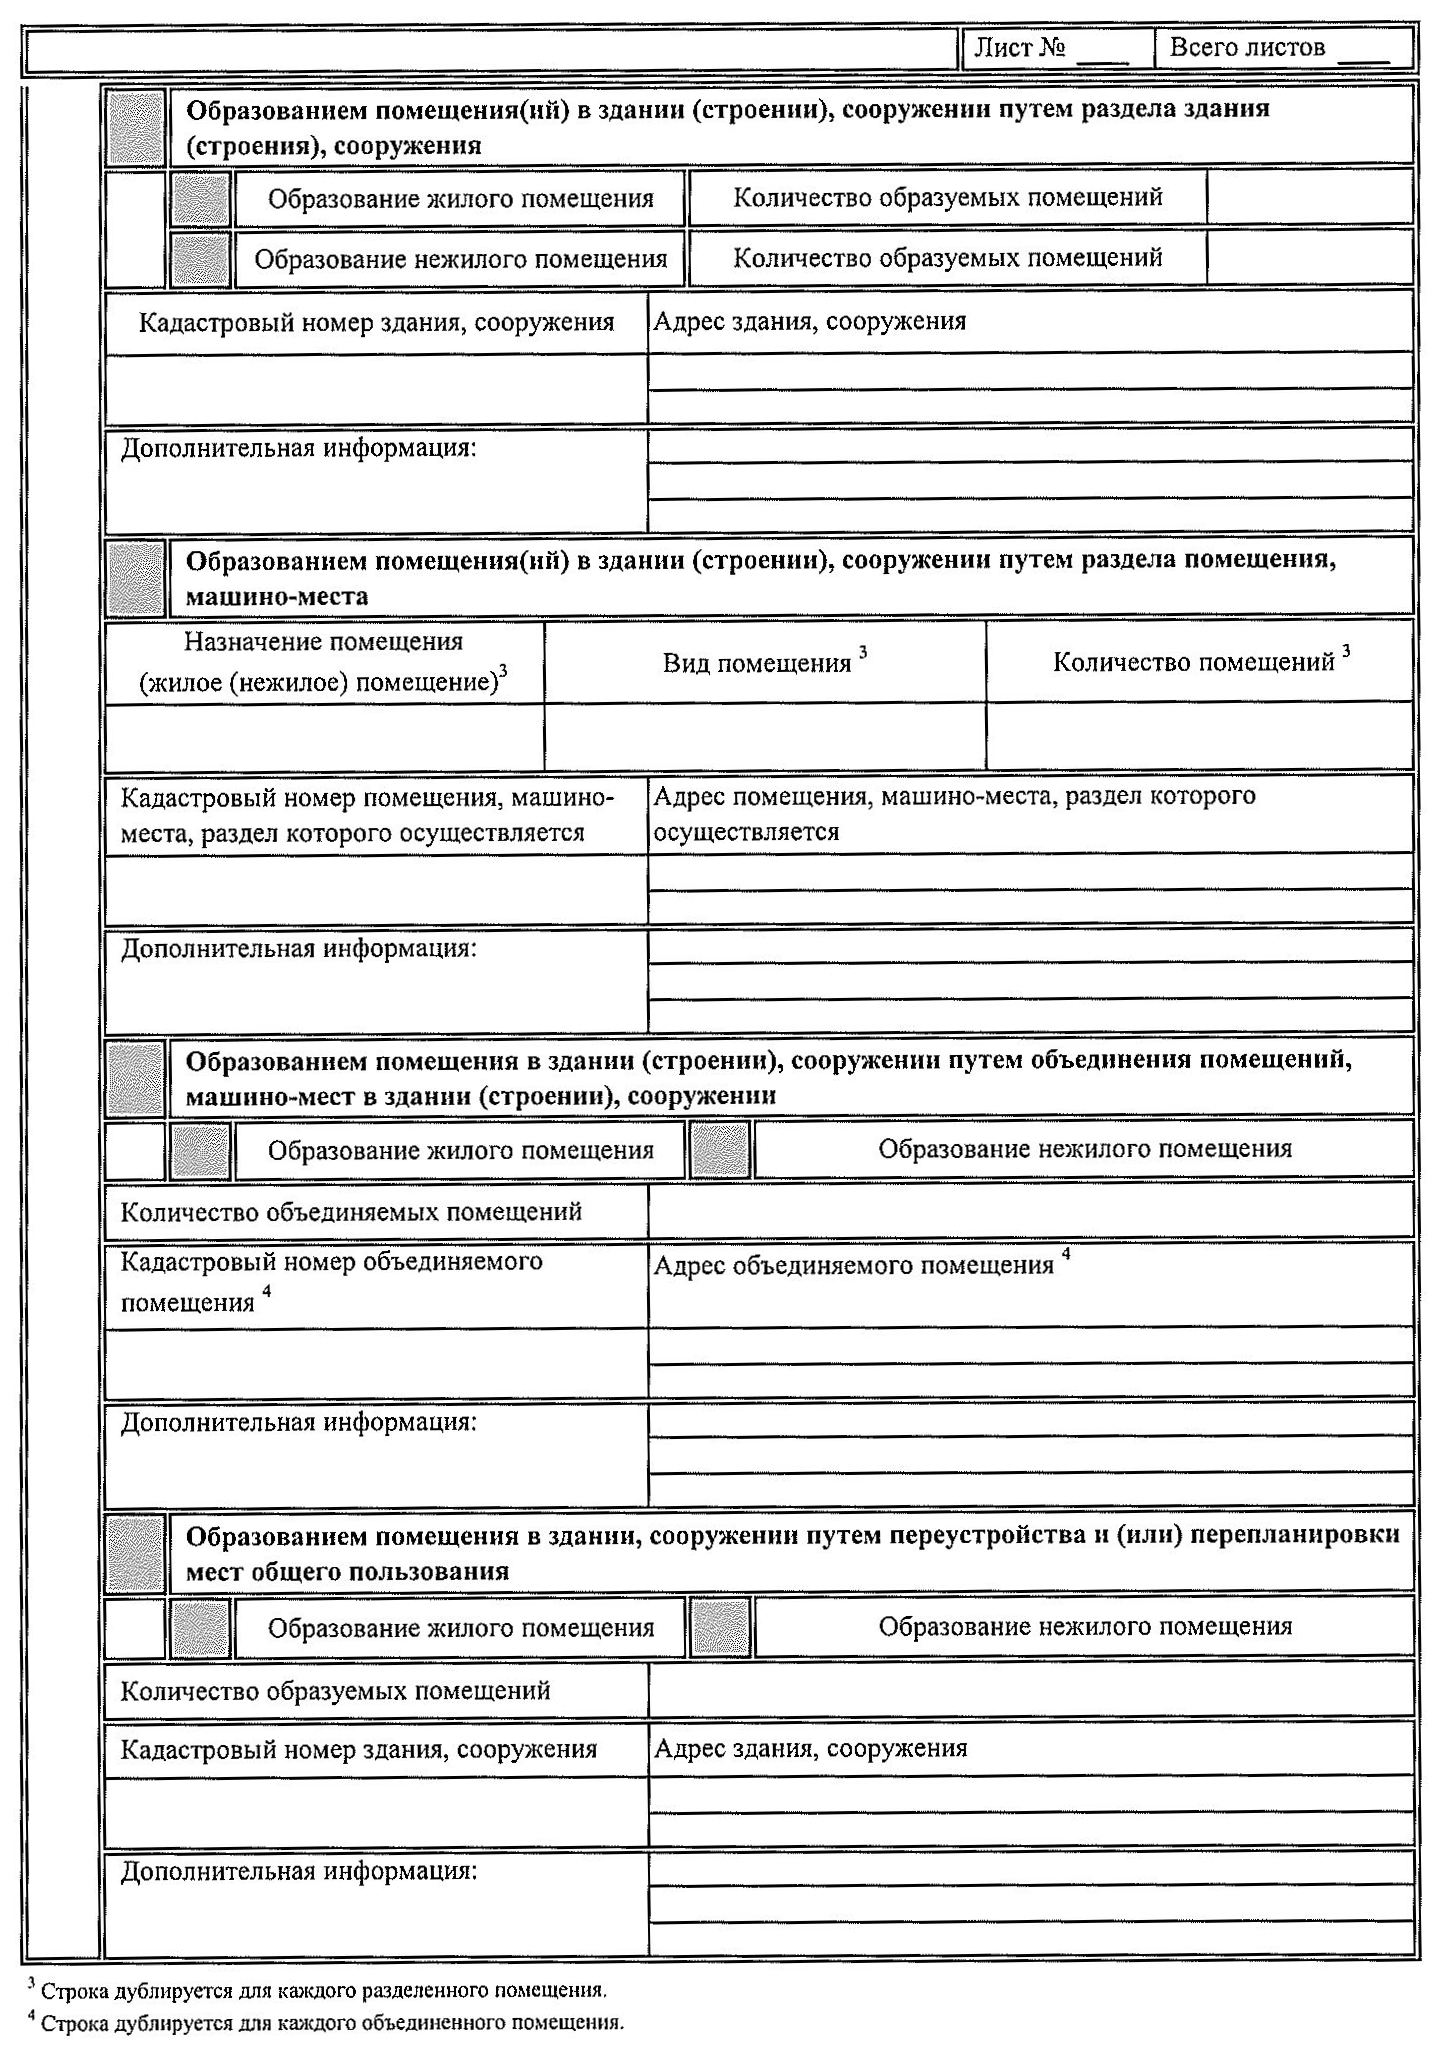 Лист № ___ Всего листов ___
Образованием помещения(ий) в здании (строении), сооружении путем раздела здания
(строения), сооружения
Образование жилого помещения Количество образуемых помещений
Образование нежилого помещения Количество образуемых помещений
Кадастровый номер здания, сооружения Адрес здания, сооружения
Дополнительная информация:
Образованием помещения(ий) в здании (строении), сооружении путем раздела помещения,
машино-места
Назначение помещения
(жилое (нежилое) помещение)³ Вид помещения ³ Количество помещений ³
Кадастровый номер помещения, машино-
места, раздел которого осуществляется
Адрес помещения, машино-места, раздел которого
осуществляется
Дополнительная информация:
Образованием помещения в здании (строении), сооружении путем объединения помещений,
машино-мест в здании (строении), сооружении
Образование жилого помещения Образование нежилого помещения
Количество объединяемых помещений
Кадастровый номер объединяемого
помещения ⁴
Адрес объединяемого помещения ⁴
Дополнительная информация:
Образованием помещения в здании, сооружении путем переустройства и (или) перепланировки
мест общего пользования
Образование жилого помещения Образование нежилого помещения
Количество образуемых помещений
Кадастровый номер здания, сооружения Адрес здания, сооружения
Дополнительная информация:
³ Строка дублируется для каждого разделенного помещения.
⁴ Строка дублируется для каждого объединенного помещения.